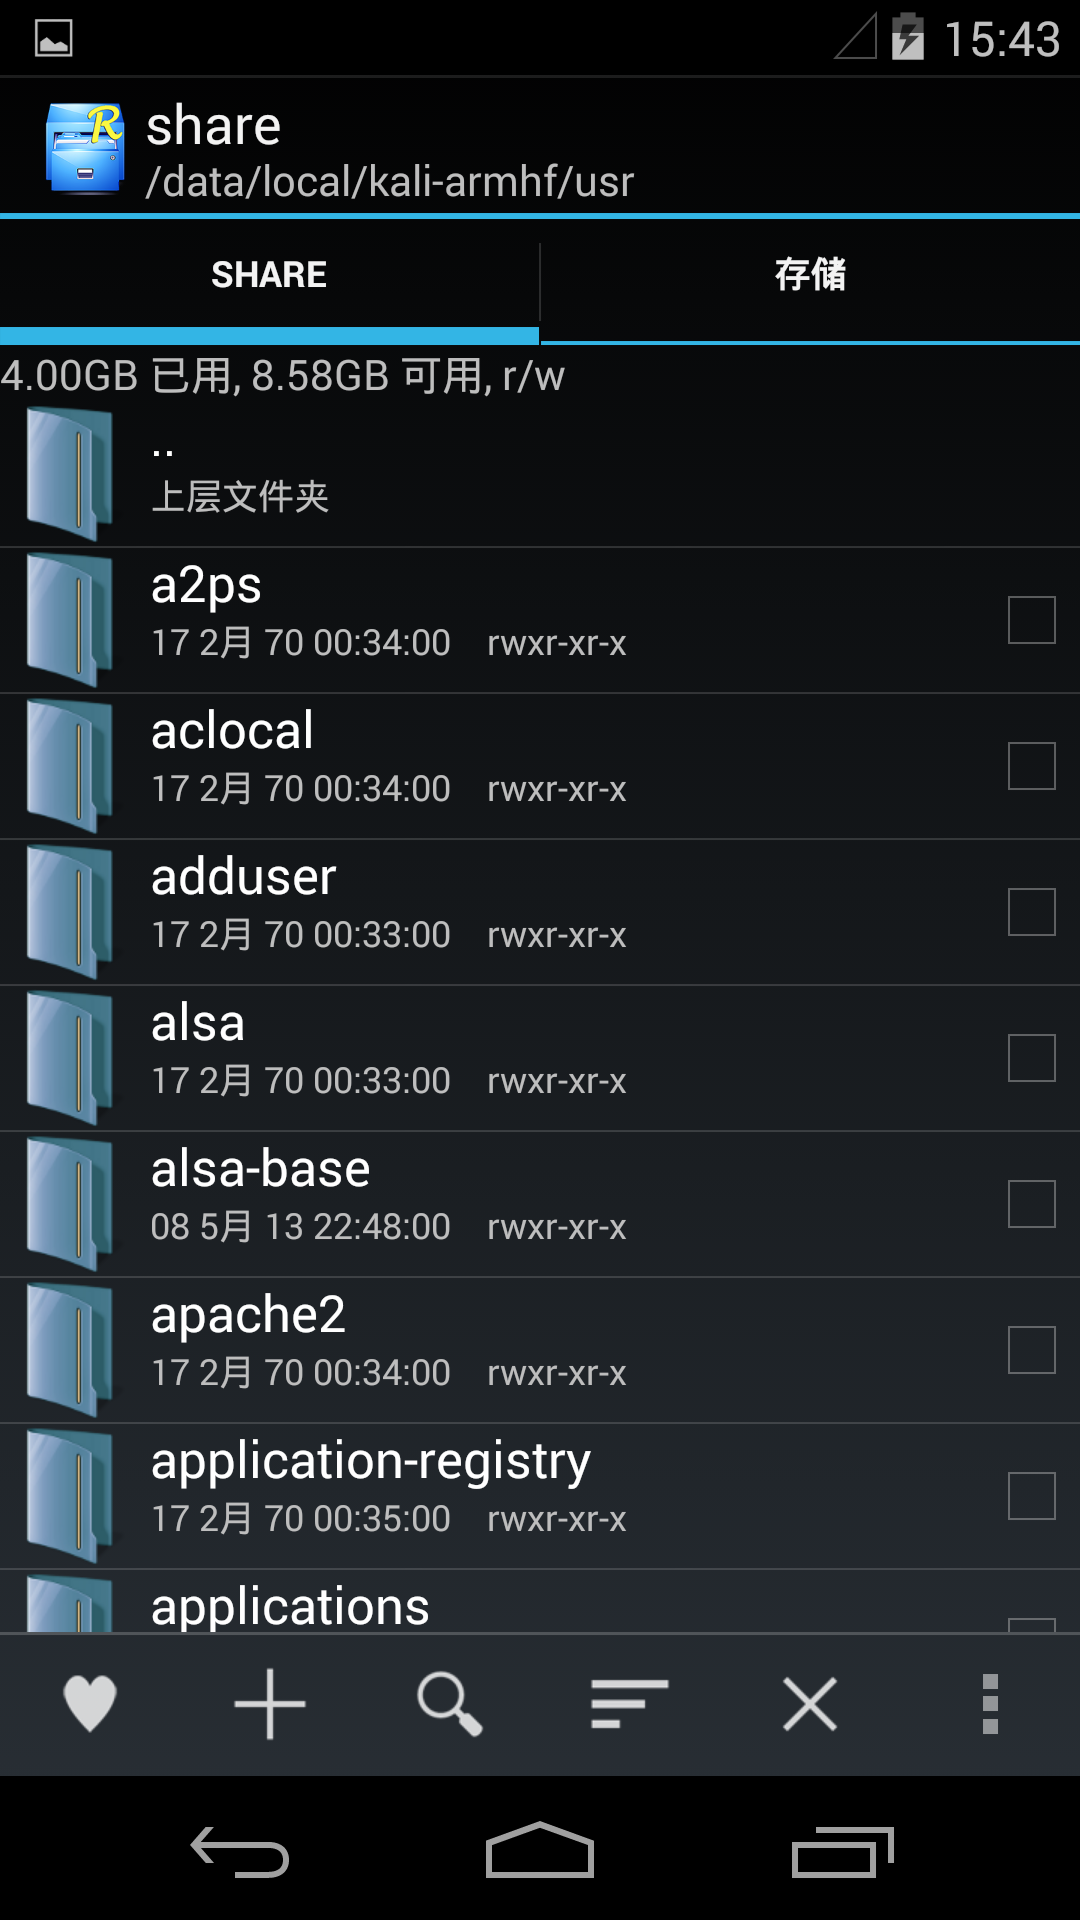 15:43
R
share
/data/local/kali-armhf/usr
SHARE
存储
4.00GB 已用, 8.58GB 可用, r/w
..
上层文件夹
a2ps
17 2月 70 00:34:00 rwxr-xr-x
aclocal
17 2月 70 00:34:00 rwxr-xr-x
adduser
17 2月 70 00:33:00 rwxr-xr-x
alsa
17 2月 70 00:33:00 rwxr-xr-x
alsa-base
08 5月 13 22:48:00 rwxr-xr-x
apache2
17 2月 70 00:34:00 rwxr-xr-x
application-registry
17 2月 70 00:35:00 rwxr-xr-x
applications